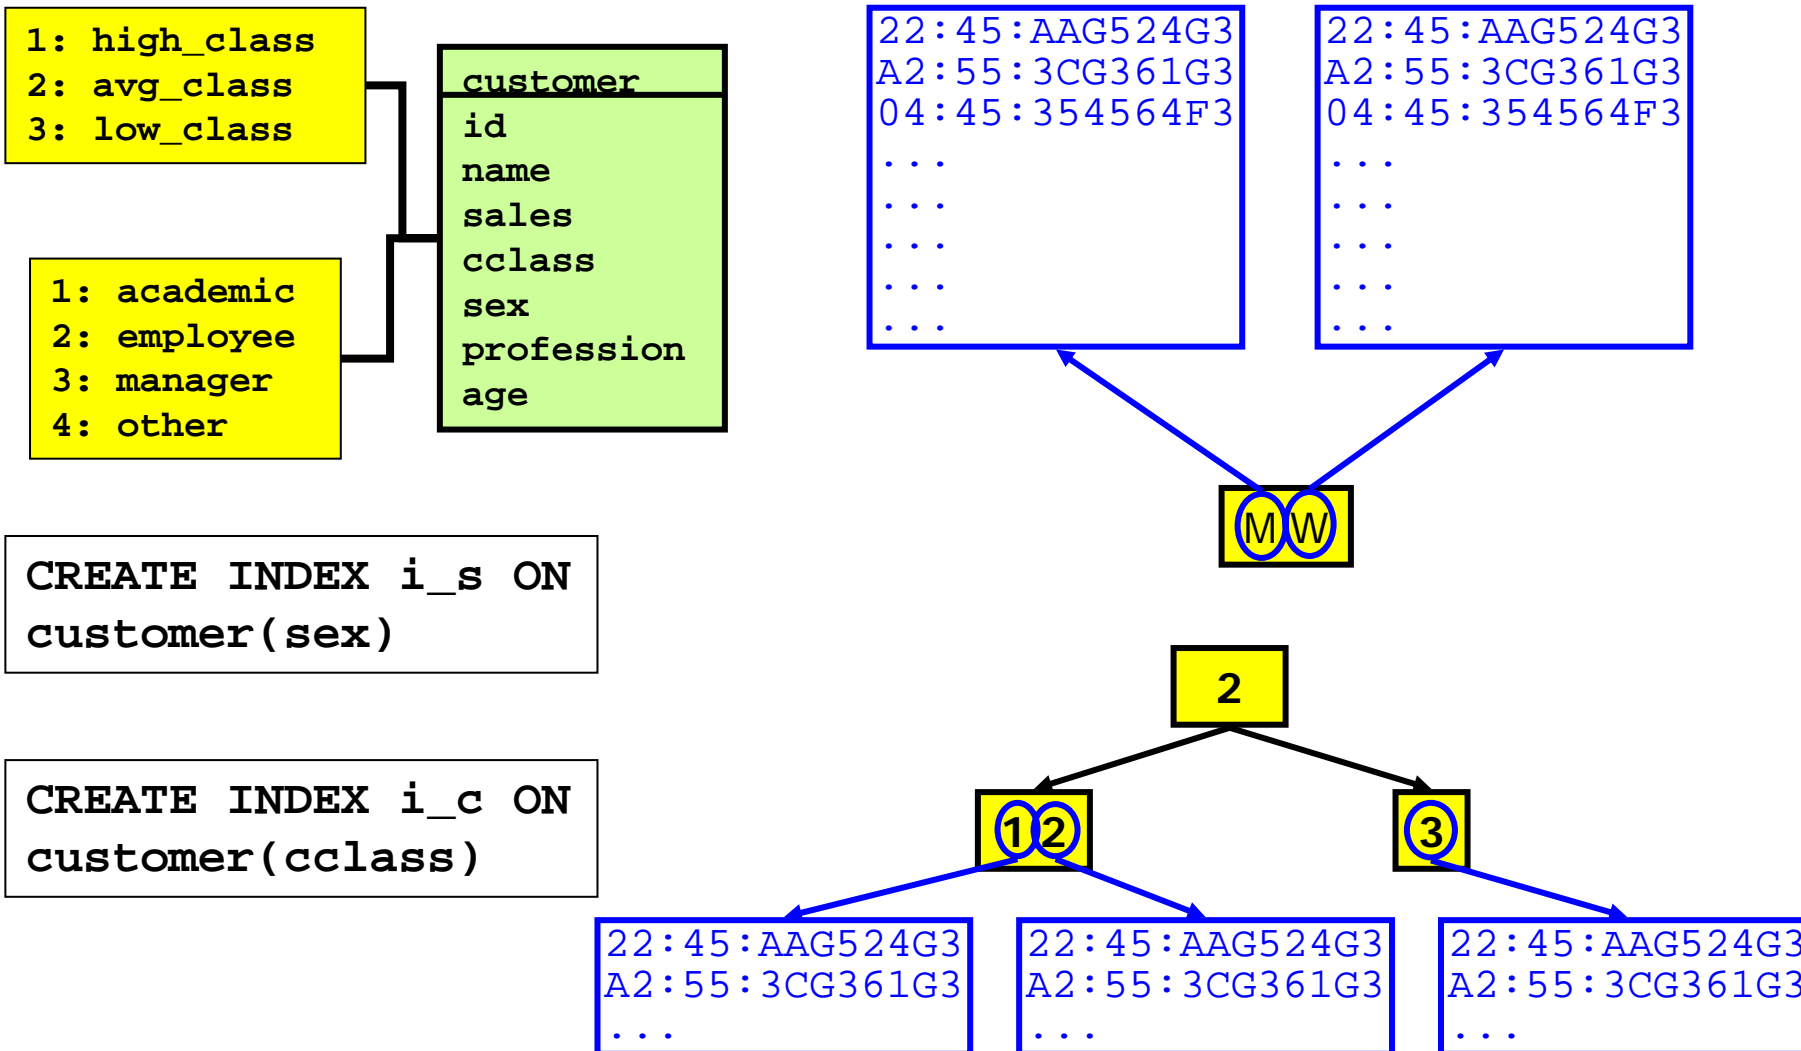 1: high_class
2: avg_class
3: low_class
1: academic
2: employee
3: manager
4: other
customer
id
name
sales
cclass
sex
profession
age
22:45:AAG524G3
A2:55:3CG361G3
04:45:354564F3
...
...
...
...
...
22:45:AAG524G3
A2:55:3CG361G3
04:45:354564F3
...
...
...
...
...
M W
CREATE INDEX i_s ON
customer(sex)
CREATE INDEX i_c ON
customer(cclass)
2
1 2
3
22:45:AAG524G3
A2:55:3CG361G3
...
22:45:AAG524G3
A2:55:3CG361G3
...
22:45:AAG524G3
A2:55:3CG361G3
...